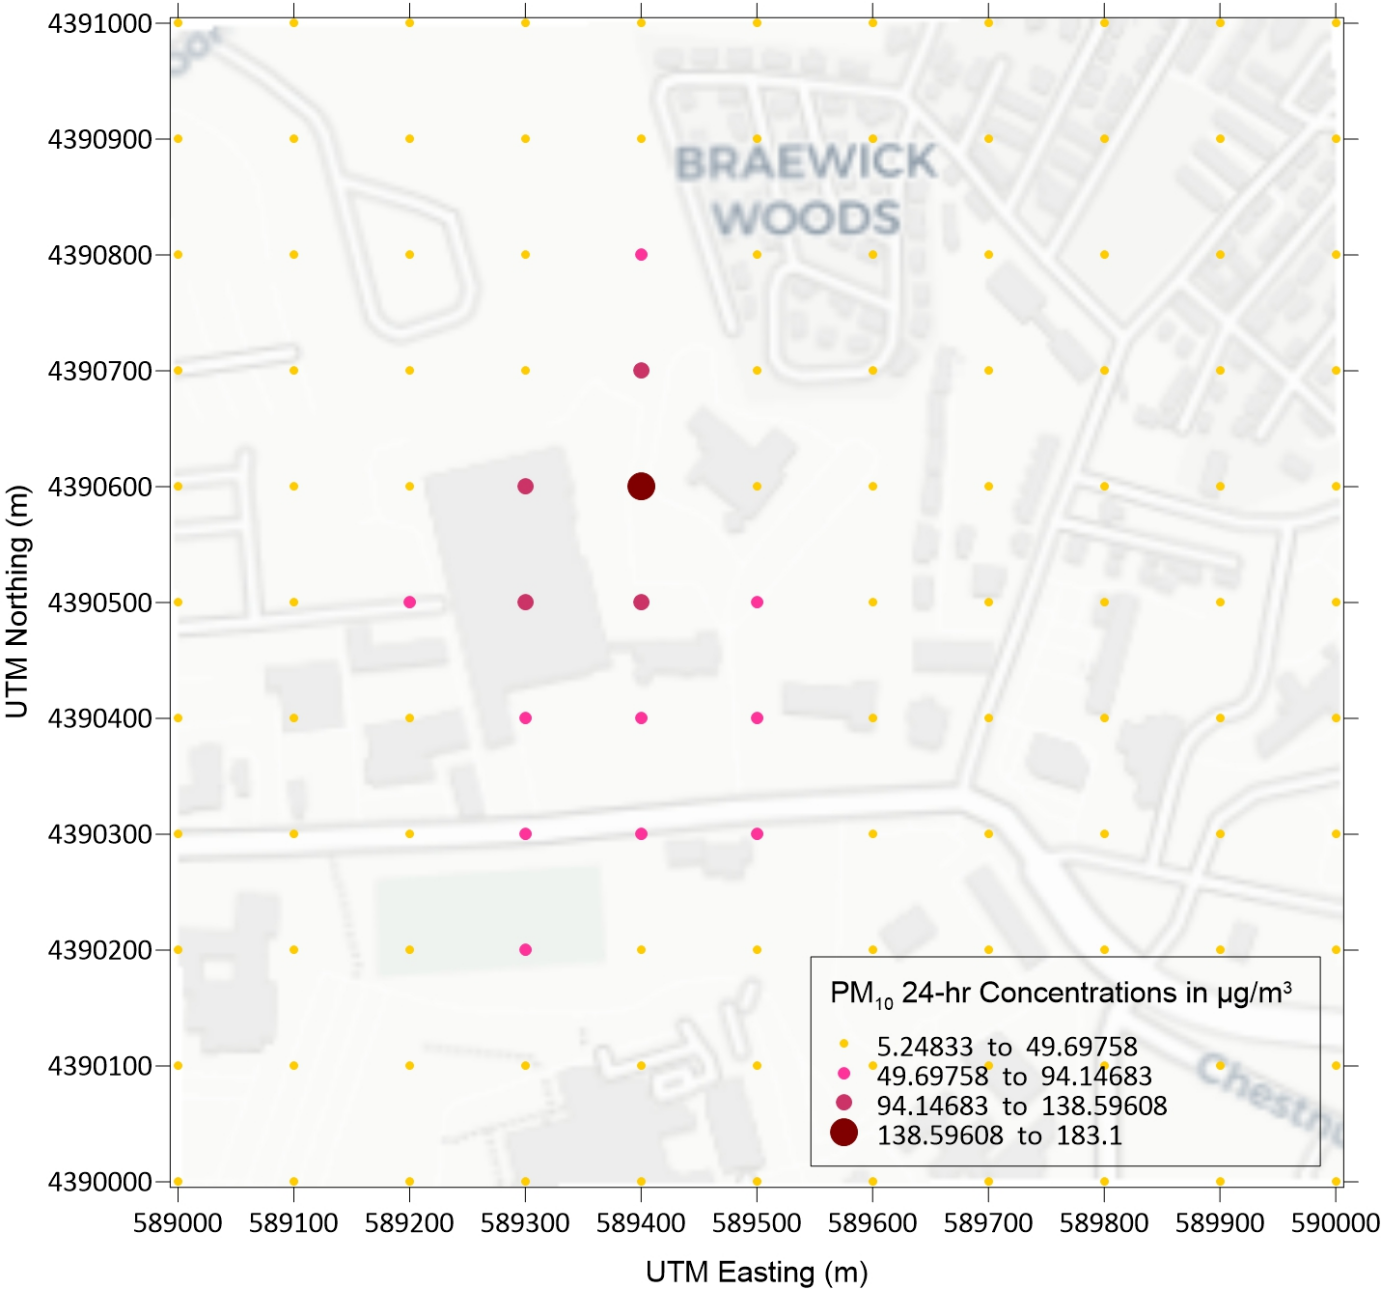 4391000
4390900
4390800
4390700
4390600
4390500
4390400
4390300
4390200
4390100
4390000
UTM Northing (m)
BRAEWICK
WOODS
PM10 24-hr Concentrations in µg/m³
5.24833 to 49.69758
49.69758 to 94.14683
94.14683 to 138.59608
138.59608 to 183.1
589000 589100 589200 589300 589400 589500 589600 589700 589800 589900 590000
UTM Easting (m)